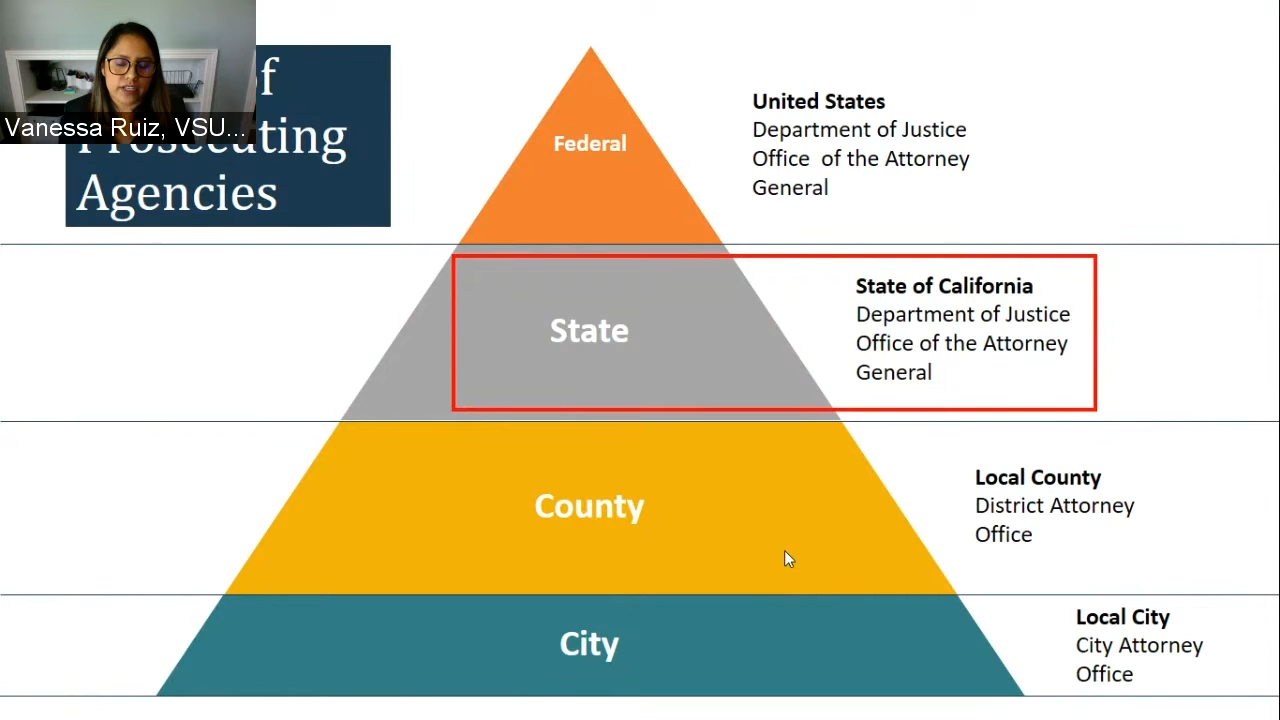 Vanessa Ruiz, VSU...
of
Prosecuting
Agencies
Federal
United States
Department of Justice
Office of the Attorney
General
State
State of California
Department of Justice
Office of the Attorney
General
County
Local County
District Attorney
Office
City
Local City
City Attorney
Office